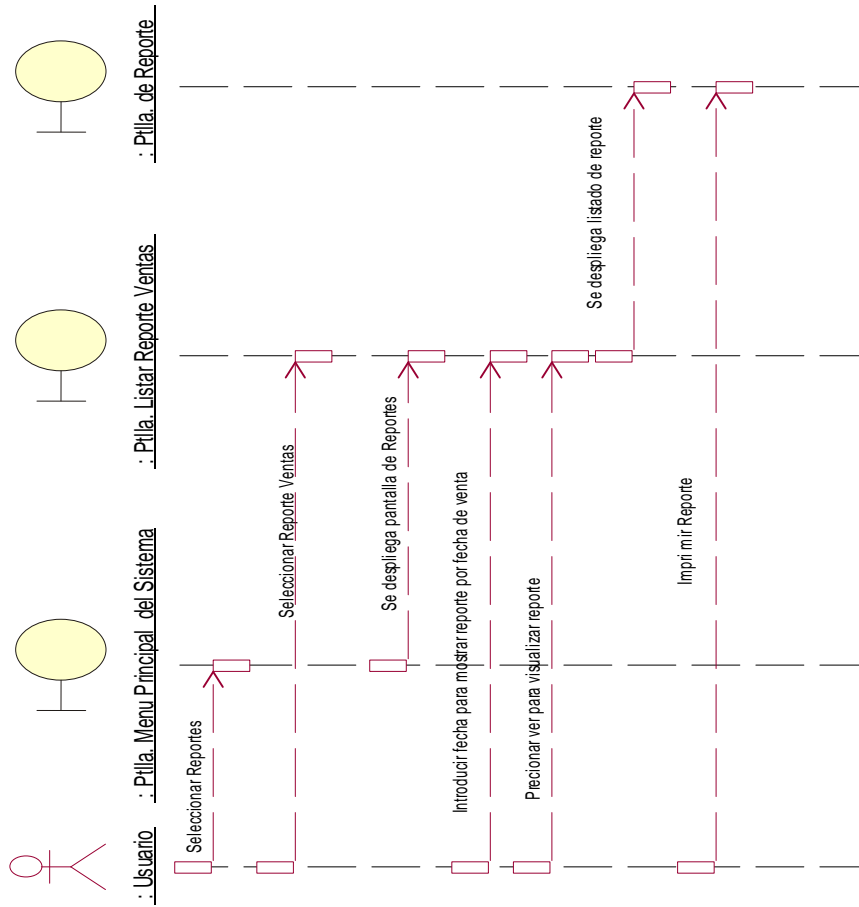 : Usuario
: Ptlla. Menu Principal del Sistema
: Ptlla. Listar Reporte Ventas
: Ptlla. de Reporte
Seleccionar Reportes
Seleccionar Reporte Ventas
Se despliega pantalla de Reportes
Introducir fecha para mostrar reporte por fecha de venta
Precionar ver para visualizar reporte
Se despliega listado de reporte
Imprimir Reporte